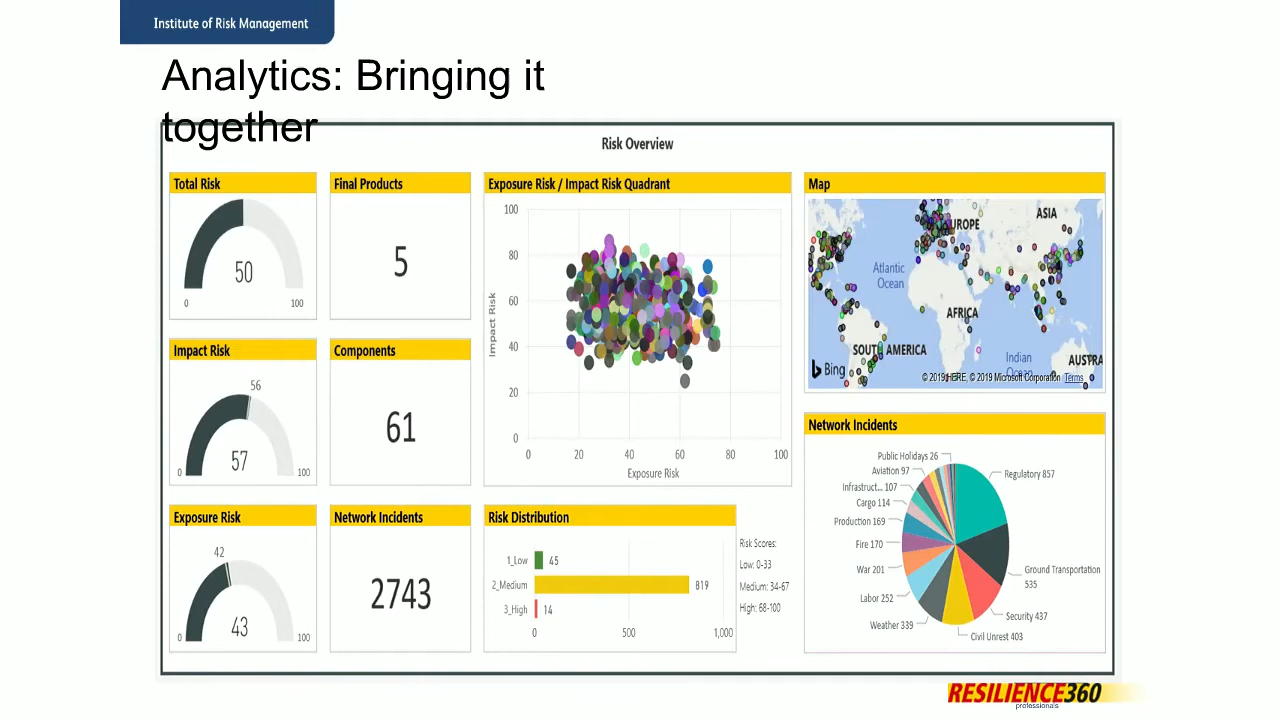 Institute of Risk Management
Analytics: Bringing it
together
Risk Overview
Total Risk
50
0
100
Final Products
5
Exposure Risk / Impact Risk Quadrant
100
80
60
40
20
0
Impact Risk
0
20
40
60
80
100
Exposure Risk
Map
EUROPE
ASIA
Atlantic
Ocean
AFRICA
SOUTH AMERICA
Indian
Ocean
AUSTRA
Bing
© 2019 HERE, © 2019 Microsoft Corporation Terms
Impact Risk
56
57
0
100
Components
61
Network Incidents
Public Holidays 26
Aviation 97
Infrastruct... 107
Cargo 114
Production 169
Fire 170
War 201
Labor 252
Weather 339
Regulatory 857
Ground Transportation
535
Security 437
Civil Unrest 403
Exposure Risk
42
43
0
100
Network Incidents
2743
Risk Distribution
1_Low
45
2_Medium
819
3_High
14
0
500
1,000
Risk Scores:
Low: 0-33
Medium: 34-67
High: 68-100
RESILIENCE360
professionals